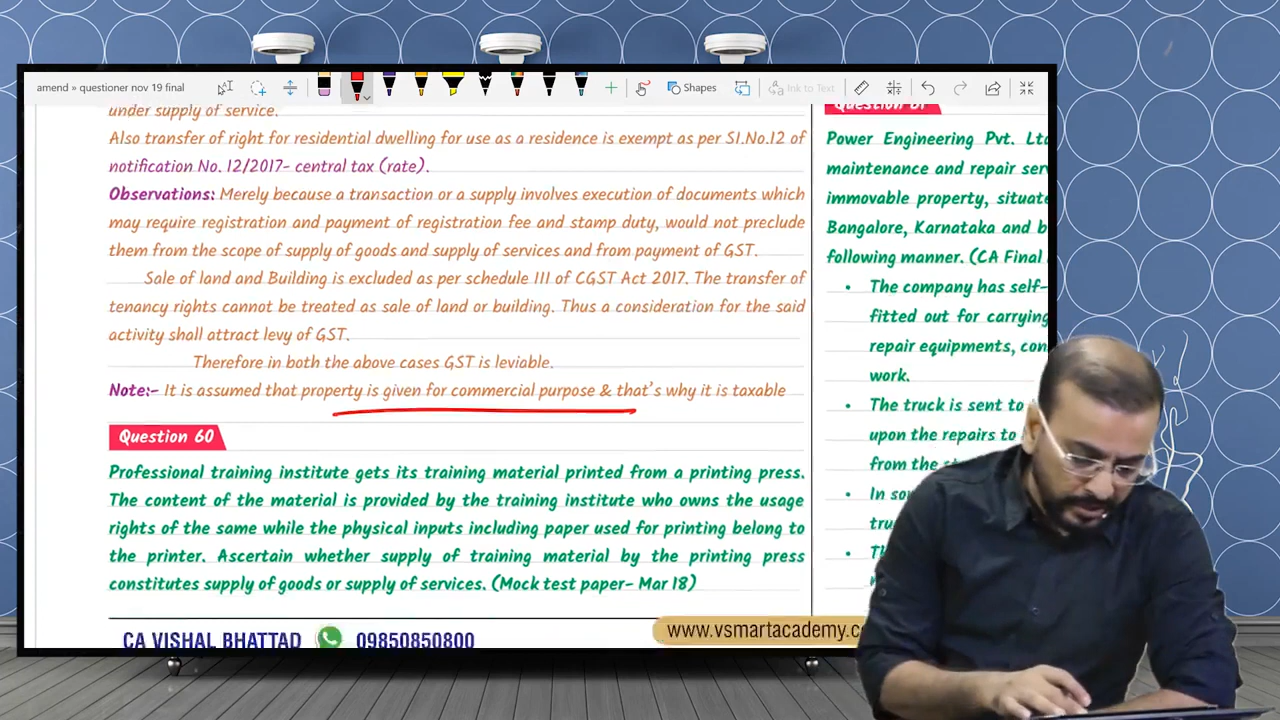 amend » questioner nov 19 final
Shapes
Ink to Text
under supply of service.
Also transfer of right for residential dwelling for use as a residence is exempt as per SI.No.12 of
notification No. 12/2017- central tax (rate).
Observations: Merely because a transaction or a supply involves execution of documents which
may require registration and payment of registration fee and stamp duty, would not preclude
them from the scope of supply of goods and supply of services and from payment of GST.
Sale of land and Building is excluded as per schedule III of CGST Act 2017. The transfer of
tenancy rights cannot be treated as sale of land or building. Thus a consideration for the said
activity shall attract levy of GST.
Therefore in both the above cases GST is leviable.
Note:- It is assumed that property is given for commercial purpose & that's why it is taxable
Question 60
Professional training institute gets its training material printed from a printing press.
The content of the material is provided by the training institute who owns the usage
rights of the same while the physical inputs including paper used for printing belong to
the printer. Ascertain whether supply of training material by the printing press
constitutes supply of goods or supply of services. (Mock test paper- Mar 18)
CA VISHAL BHATTAD 09850850800
www.vsmartacademy.co
Question 61
Power Engineering Pvt. Ltd
maintenance and repair ser
immovable property, situate
Bangalore, Karnataka and b
following manner. (CA Final
• The company has self-
fitted out for carrying
repair equipments, con
work.
• The truck is sent to
upon the repairs to
from the
• In so